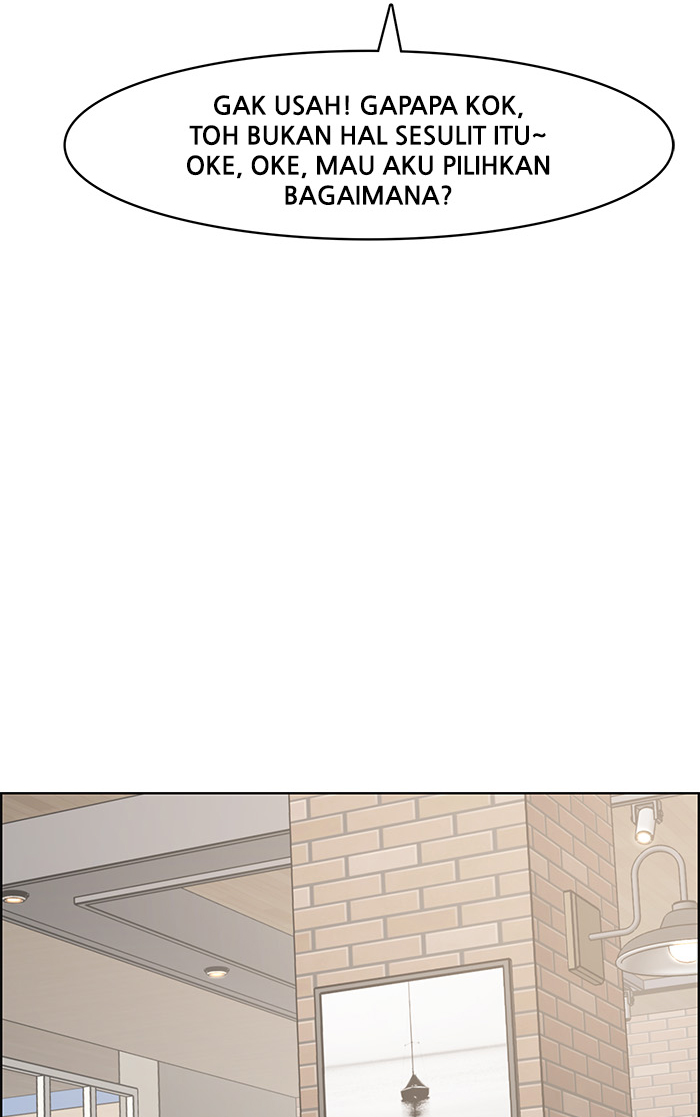 GAK USAH! GAPAPA KOK,
TOH BUKAN HAL SESULIT ITU~
OKE, OKE, MAU AKU PILIHKAN
BAGAIMANA?